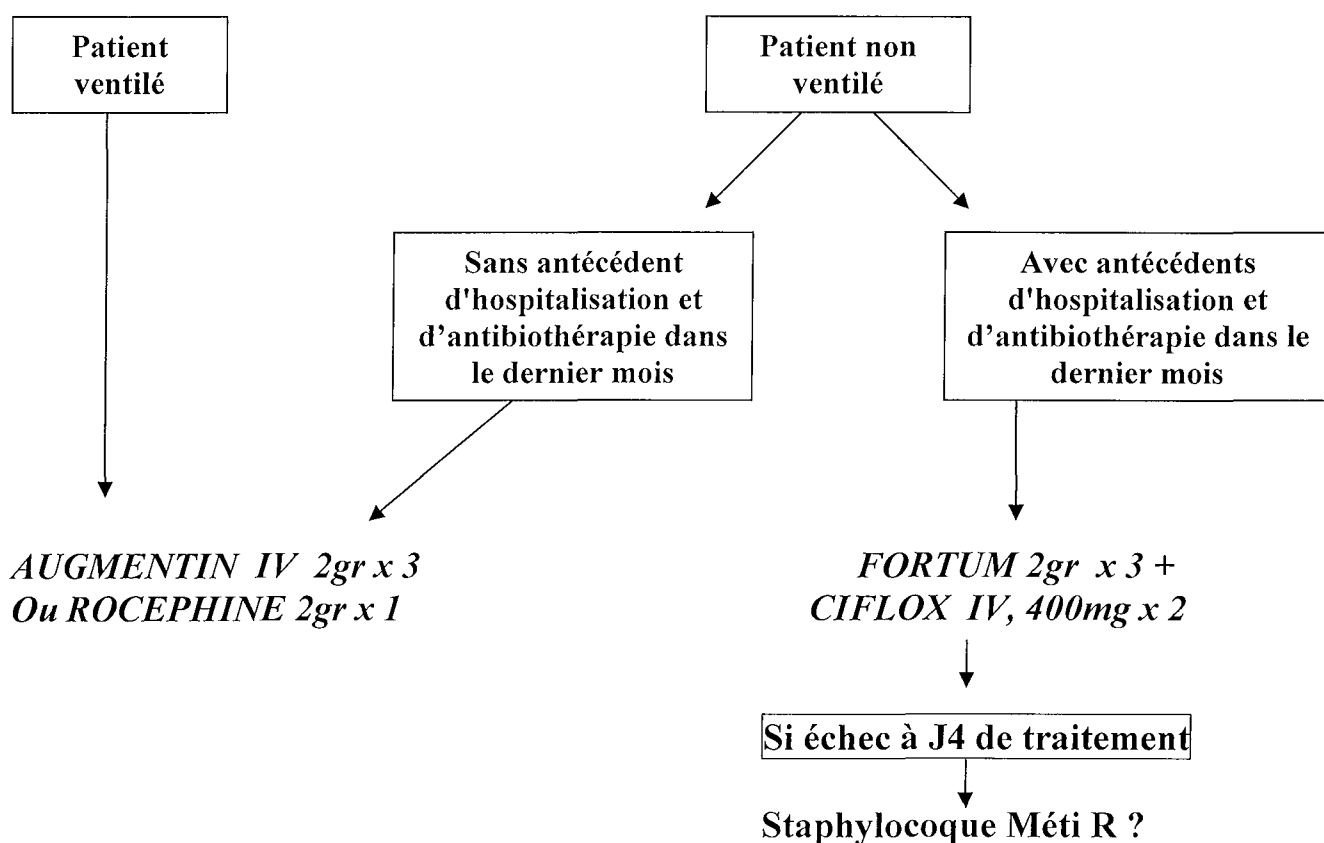 Patient
ventilé
Patient non
ventilé
Sans antécédent
d'hospitalisation et
d’antibiothérapie dans
le dernier mois
Avec antécédents
d'hospitalisation et
d’antibiothérapie dans le
dernier mois
AUGMENTIN IV 2gr x 3
Ou ROCEPHINE 2gr x 1
FORTUM 2gr x 3 +
CIFLOX IV, 400mg x 2
Si échec à J4 de traitement
Staphylocoque Méti R ?